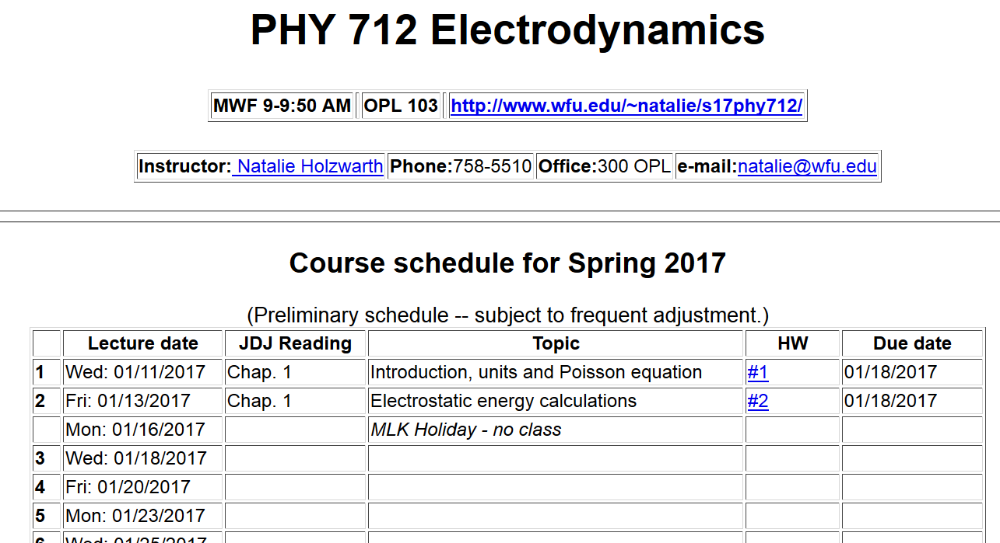 PHY 712 Electrodynamics
MWF 9-9:50 AM OPL 103 http://www.wfu.edu/~natalie/s17phy712/
Instructor: Natalie Holzwarth Phone:758-5510 Office:300 OPL e-mail:natalie@wfu.edu
Course schedule for Spring 2017
(Preliminary schedule -- subject to frequent adjustment.)
Lecture date JDJ Reading Topic HW Due date
1 Wed: 01/11/2017 Chap. 1 Introduction, units and Poisson equation #1 01/18/2017
2 Fri: 01/13/2017 Chap. 1 Electrostatic energy calculations #2 01/18/2017
Mon: 01/16/2017 MLK Holiday - no class
3 Wed: 01/18/2017
4 Fri: 01/20/2017
5 Mon: 01/23/2017
6 Wed: 01/25/2017